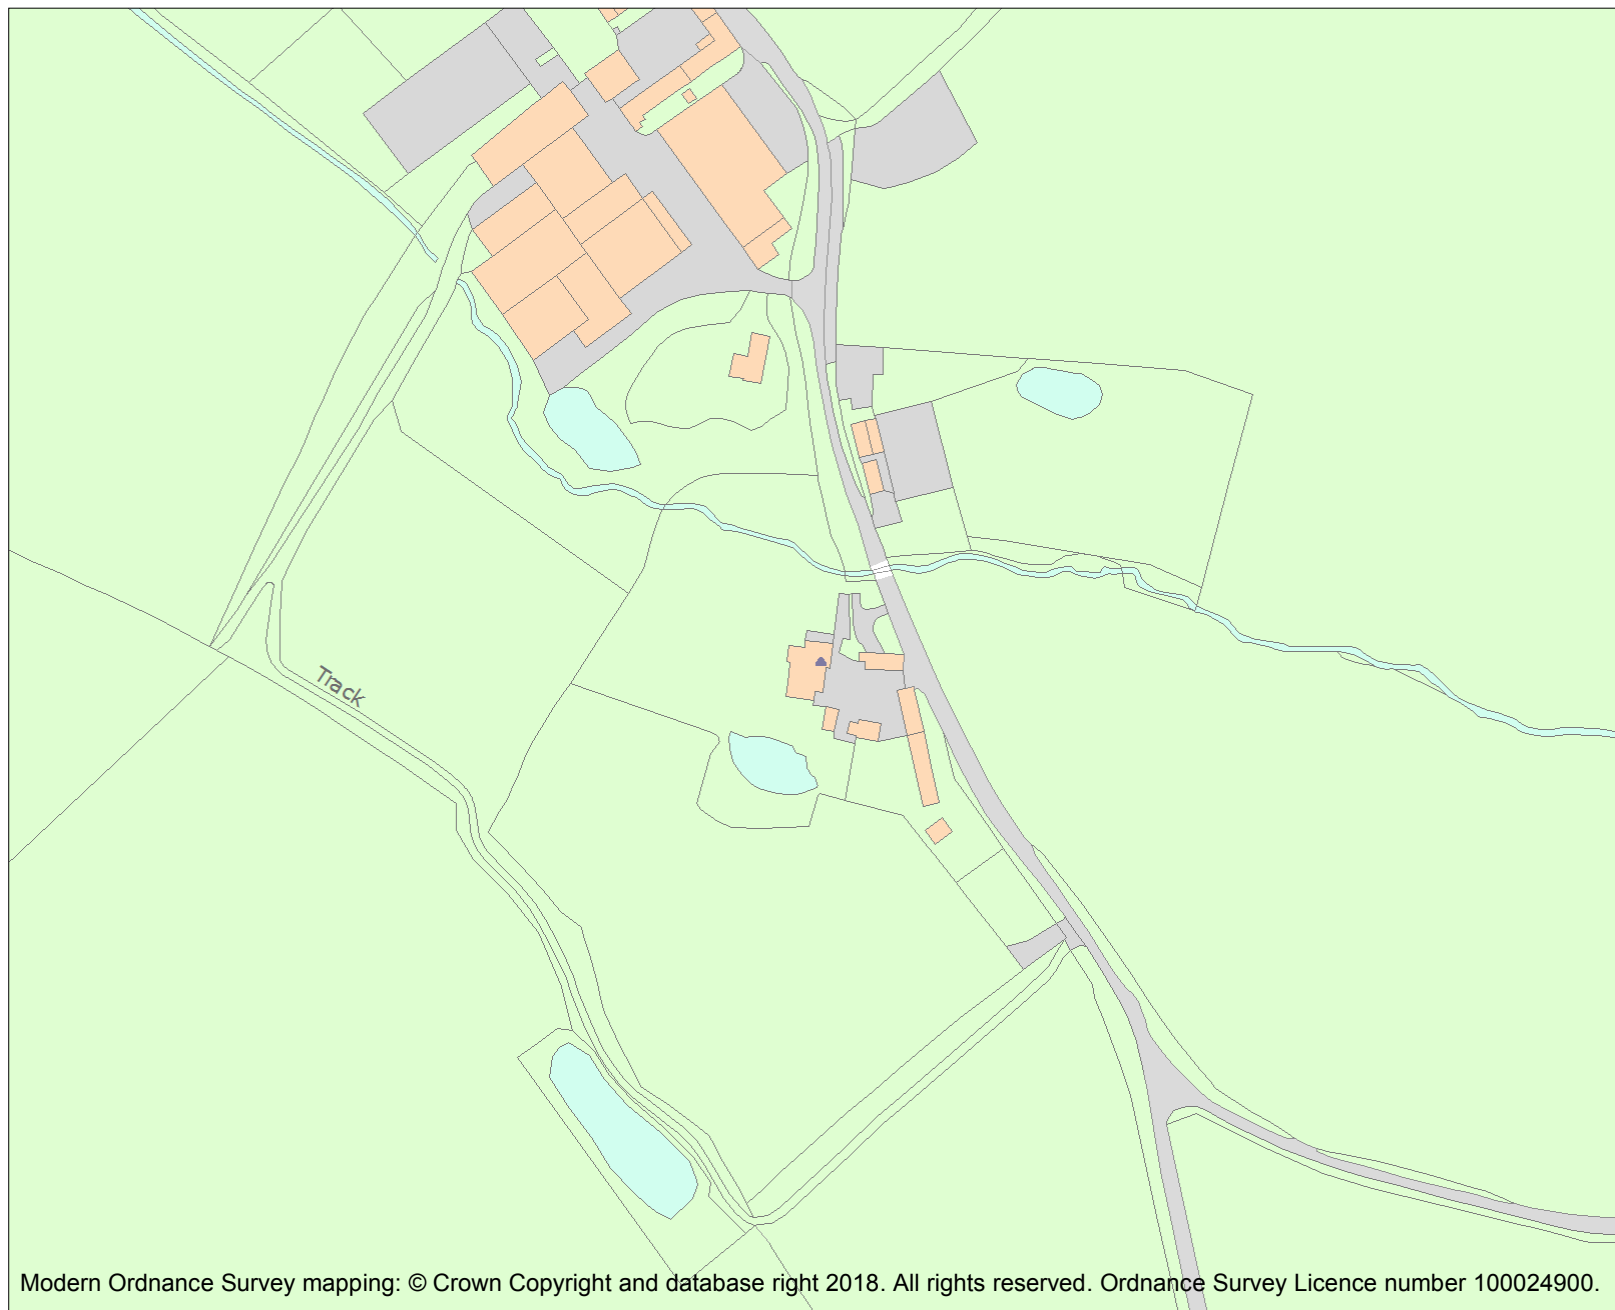 Track
Modern Ordnance Survey mapping: © Crown Copyright and database right 2018. All rights reserved. Ordnance Survey Licence number 100024900.